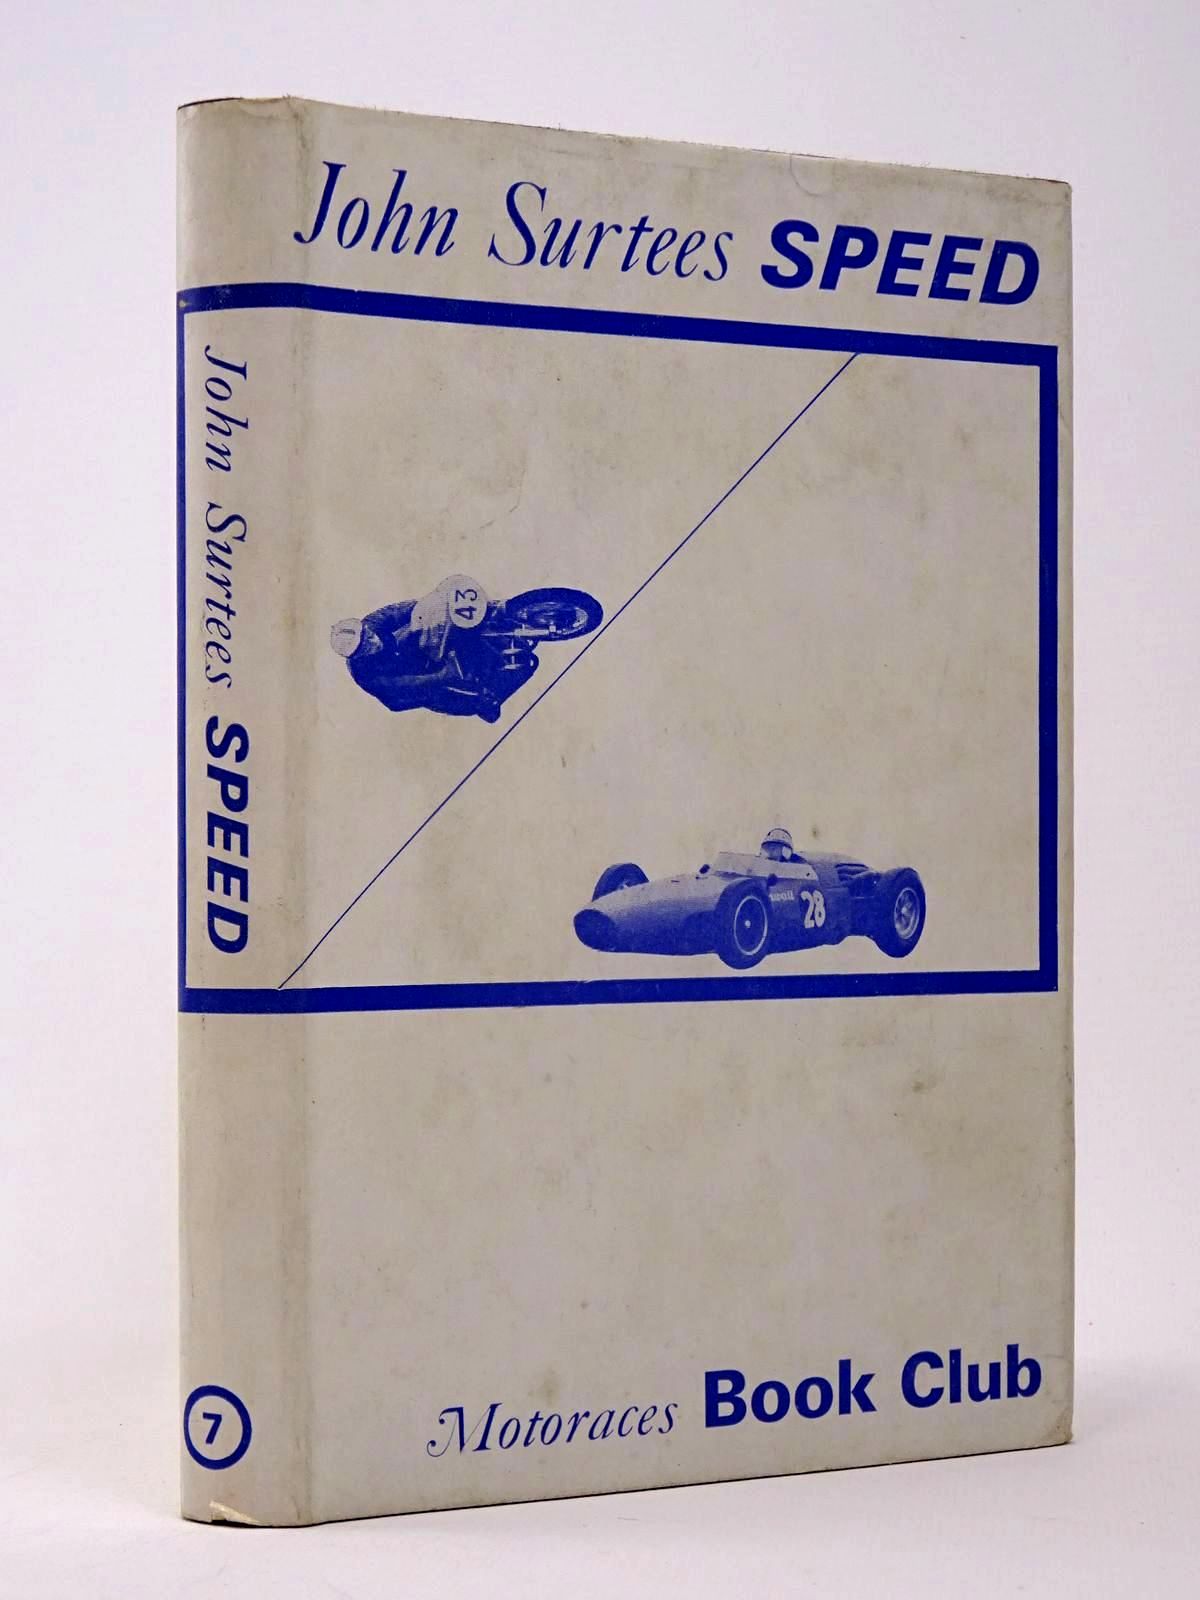 John Surtees SPEED
John Surtees SPEED
43
28
Motoraces Book Club
7